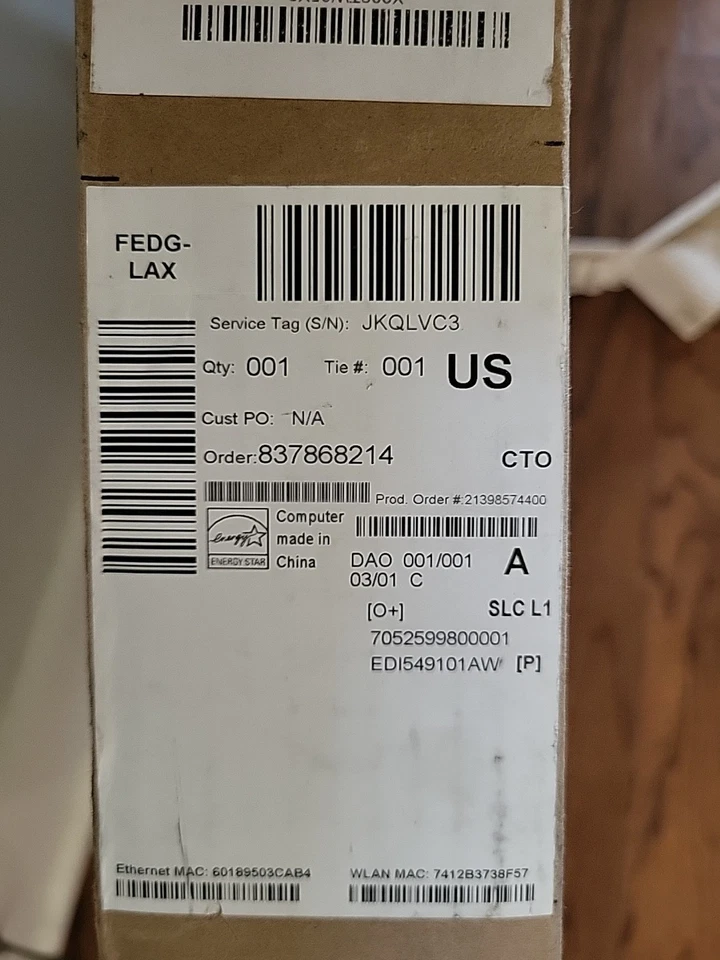 FEDG-
LAX
Service Tag (S/N): JKQLVC3
Qty: 001 Tie #: 001 US
Cust PO: N/A
Order:837868214 CTO
Prod. Order #:21398574400
energy
ENERGY STAR
Computer
made in
China
DAO 001/001 A
03/01 C
[O+] SLC L1
7052599800001
EDI549101AW [P]
Ethernet MAC: 60189503CAB4 WLAN MAC: 7412B3738F57